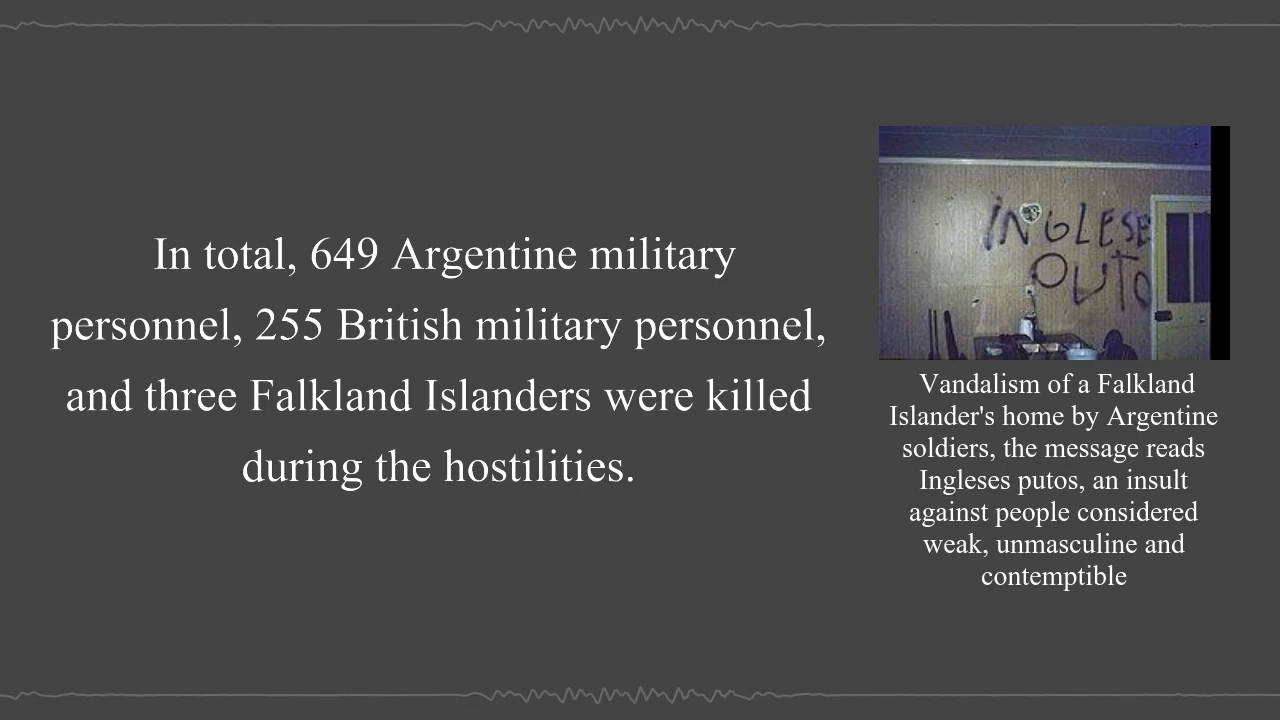 In total, 649 Argentine military
personnel, 255 British military personnel,
and three Falkland Islanders were killed
during the hostilities.
INGLESE
PUTO
Vandalism of a Falkland
Islander's home by Argentine
soldiers, the message reads
Ingleses putos, an insult
against people considered
weak, unmasculine and
contemptible